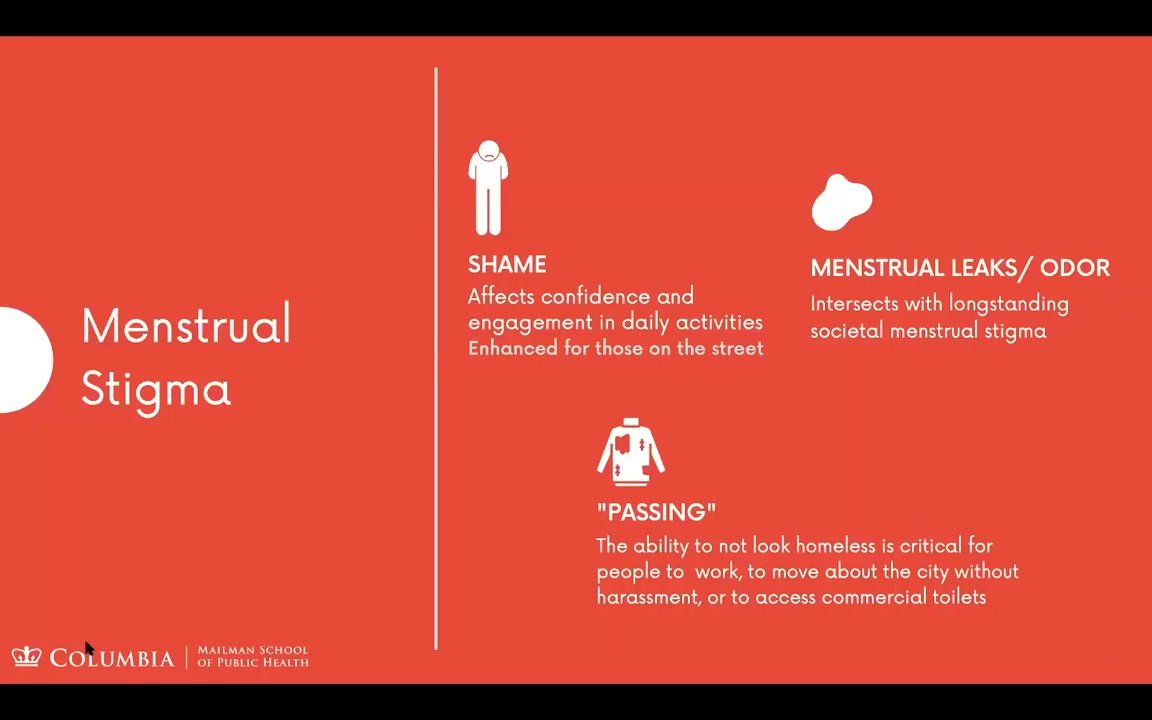 Menstrual
Stigma
SHAME
Affects confidence and
engagement in daily activities
Enhanced for those on the street
MENSTRUAL LEAKS/ ODOR
Intersects with longstanding
societal menstrual stigma
"PASSING"
The ability to not look homeless is critical for
people to  work, to move about the city without
harassment, or to access commercial toilets
COLUMBIA
MAILMAN SCHOOL
OF PUBLIC HEALTH